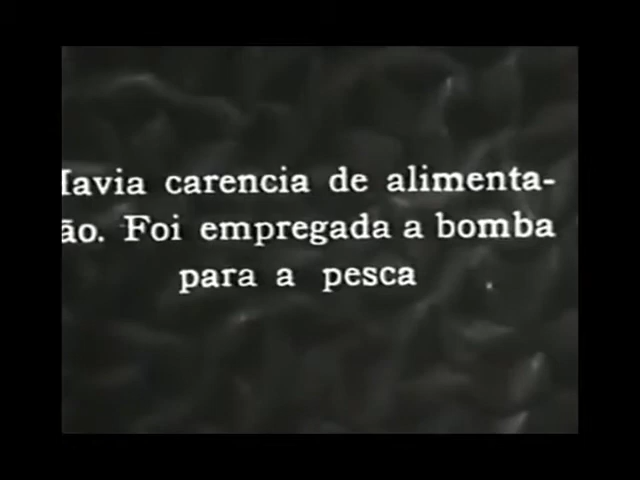 Havia carencia de alimenta-
ão. Foi empregada a bomba
para a pesca